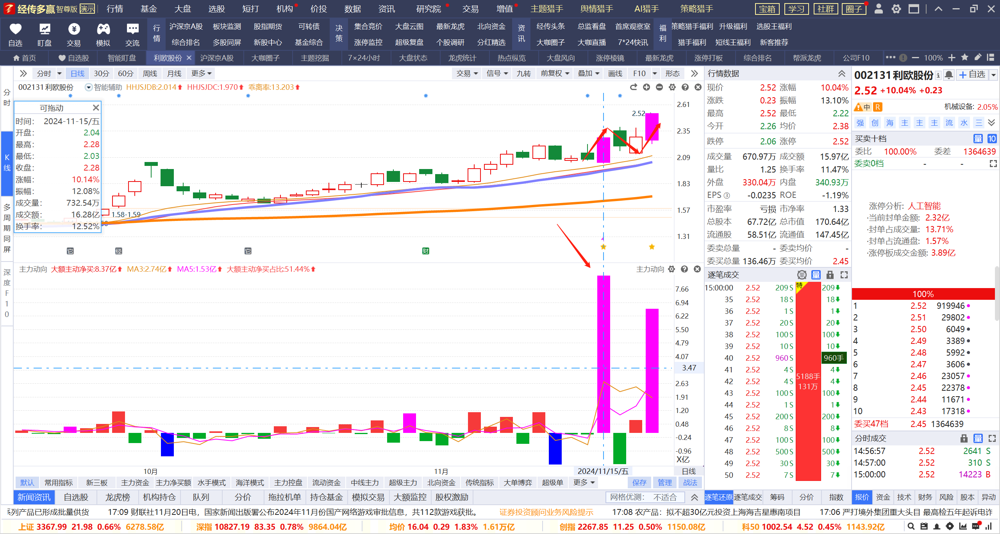 经传多赢 智尊版 演示 行情 基金 大盘 选股 短打 机构 价投 数据 资讯 研究院 交易 增值 主题猎手 舆情猎手 AI猎手 策略猎手 宝箱 学习 社群 圈子
自选 盯盘 交易 模拟 交流
行情 沪深京A股 板块监测 股指期货 可转债
综合排名 多股同屏 新股中心 基金综合
决策 集合竞价 大盘云图 最新龙虎 北向资金
涨停监控 超级复盘 个股调研 分红精选
资讯 经传头条 总监看盘 首席观察室
大咖圈子 大咖直播 7*24快讯
福利 策略猎手福利 升级福利 选股王福利
猎手福利 短线王福利 新客推荐
首页 自选股 智能盯盘 利欧股份 沪深京A股 大咖圈子 主题挖掘 7×24小时 大盘状态 龙虎统计 热点纵览 大盘风向 涨停棱镜 最新龙虎 涨停打板 综合排名 帮派龙虎 公司F10 100%
分时
K线
多周期同屏
深度F10
分时 日线 30分 60分 周线 月线 更多 交易 信号 九转 前复权 叠加 画线 F10 形态
002131 利欧股份 智能辅助 HHJSJDB:2.014 HHJSJDC:1.970 乖离率:13.203
可拖动
时间: 2024-11-15/五
开盘: 2.04
最高: 2.28
最低: 2.03
收盘: 2.28
涨幅: 10.14%
振幅: 12.08%
成交量: 732.54万
成交额: 16.28亿
换手率: 12.52%
2.52
1.58-1.59
2.61
2.35
2.09
1.83
1.57
1.31
它 经 它 财
主力动向 大额主动净买:8.37亿 MA3:2.74亿 MA5:1.53亿 大额主动净买占比:51.44% 主力动向
7.66
6.94
6.22
5.50
4.79
4.07
3.47
2.63
1.91
1.20
0.48
-0.24
-0.96
X亿
10月 11月 2024/11/15/五 日线
默认 常用指标 新三板 主力资金 主力净买额 水手模式 海洋模式 主力控盘 流动资金 中线主力 超级主力 北向资金 传统指标 大单博弈 超级单 更多 保存 管理 战法
新闻资讯 自选股 龙虎榜 机构持仓 队列 分价 拖拉机单 持仓基金 模拟交易 大额监控 股权激励 网格优测: 不适合
行情数据
现价 2.52 涨幅 10.04%
涨跌 0.23 振幅 13.10%
最高 2.52 最低 2.22
今开 2.26 均价 2.38
跌停 2.06 涨停 2.52
成交量 670.97万 成交额 15.97亿
量比 1.25 换手率 11.47%
外盘 330.04万 内盘 340.93万
EPS③ -0.0235 ROE -1.19%
市盈率 亏损 市净率 1.33
总股本 67.72亿 总市值 170.64亿
流通股 58.51亿 流通值 147.45亿
委卖总量 - 委卖均价 -
委买总量 136.46万 委买均价 2.45
逐笔成交 单 量
特
15:00:00 2.52 209 S 209
35 2.52 18 S 18
36 2.52 1 S 1
37 2.52 20 S 20
38 2.52 100 S 100
39 2.52 10 S 10
40 2.52 960 S 960手
41 2.52 4 S 4
42 2.52 4 S 4
43 2.52 100 S 100
44 2.52 1 S 1
45 2.52 200 S 200
46 2.52 8 S 8
47 2.52 100 S 100
48 2.52 500 S 500
49 2.52 30 S 30
50 2.52 7 S 7
5188手
131万
逐笔还原 逐笔成交 筹码 分价 指数
002131 利欧股份 自选
2.52 +10.04% +0.23
中 R 机械设备: 2.05%
强 创 海 主 主 主 流 水 三
买卖十档 量 10
委比 100.00% 委差 1364639
委卖0档 - -
涨停分析: 人工智能
·当前封单金额: 2.32亿
·封单占成交量: 13.71%
·封单占流通盘: 1.57%
·涨停板成交金额: 3.89亿
100%
1 2.52 919946
2 2.51 29802
3 2.50 6049
4 2.49 3389
5 2.48 5992
6 2.47 3606
7 2.46 23057
8 2.45 22378
9 2.44 11671
10 2.43 17318
委买47档 2.45 1364639
分时成交 量
14:56:57 2.52 2641 S
14:57:00 2.52 310 S
15:00:00 2.52 14223 B
报价 资金 技术 财务 风险 股本 异动
系列产品已形成批量供货 17:09 财联社11月20日电，国家新闻出版署公布2024年11月份国产网络游戏审批信息，共112款游戏获批。 证券投资顾问业务风险提示 17:08 农产品：拟不超30亿元投资上海海吉星惠南项目 17:06 严打境外集团重大头目 最高检五年起诉电诈
上证 3367.99 21.98 0.66% 6278.58亿 深指 10827.19 83.35 0.78% 9864.04亿 均价 16.04 0.29 1.83% 1.61万亿 创指 2267.85 11.25 0.50% 1150.08亿 科50 1002.54 4.52 0.45% 1143.92亿